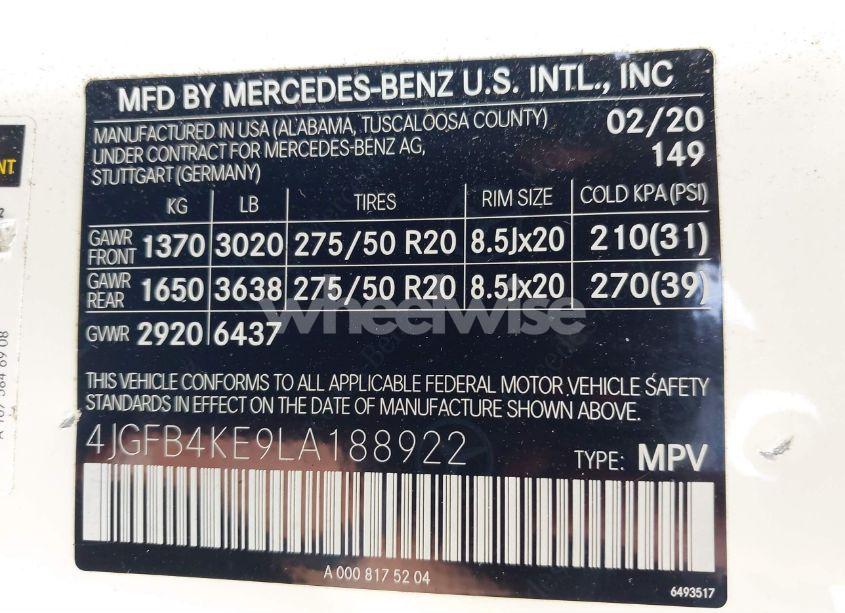 MFD BY MERCEDES-BENZ U.S. INTL., INC
MANUFACTURED IN USA (ALABAMA, TUSCALOOSA COUNTY) 02/20
UNDER CONTRACT FOR MERCEDES-BENZ AG, 149
STUTTGART (GERMANY)
KG LB TIRES RIM SIZE COLD KPA(PSI)
GAWR FRONT 1370 3020 275/50 R20 8.5Jx20 210(31)
GAWR REAR 1650 3638 275/50 R20 8.5Jx20 270(39)
GVWR 2920 6437
wheelwise
THIS VEHICLE CONFORMS TO ALL APPLICABLE FEDERAL MOTOR VEHICLE SAFETY
STANDARDS IN EFFECT ON THE DATE OF MANUFACTURE SHOWN ABOVE.
4JGFB4KE9LA188922 TYPE: MPV
A 000 817 52 04
6493517